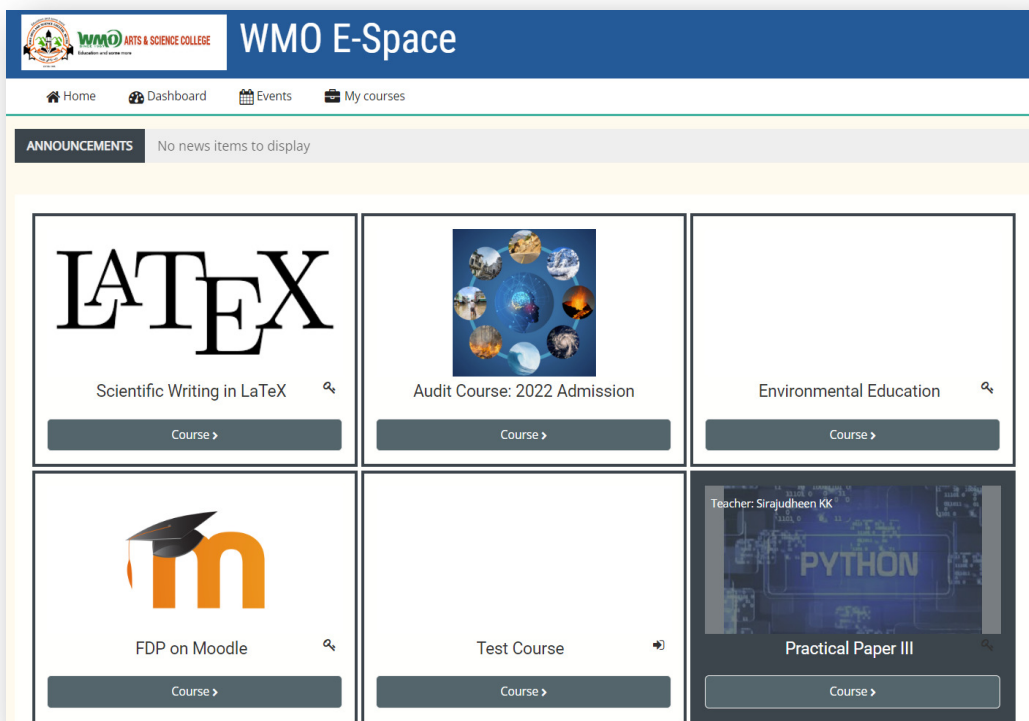 WMO ARTS & SCIENCE COLLEGE
Education and some more
WMO E-Space
Home Dashboard Events My courses
ANNOUNCEMENTS No news items to display
LATEX
Scientific Writing in LaTeX
Course
Audit Course: 2022 Admission
Course
Environmental Education
Course
m
FDP on Moodle
Course
Test Course
Course
Teacher: Sirajudheen KK
PYTHON
Practical Paper III
Course